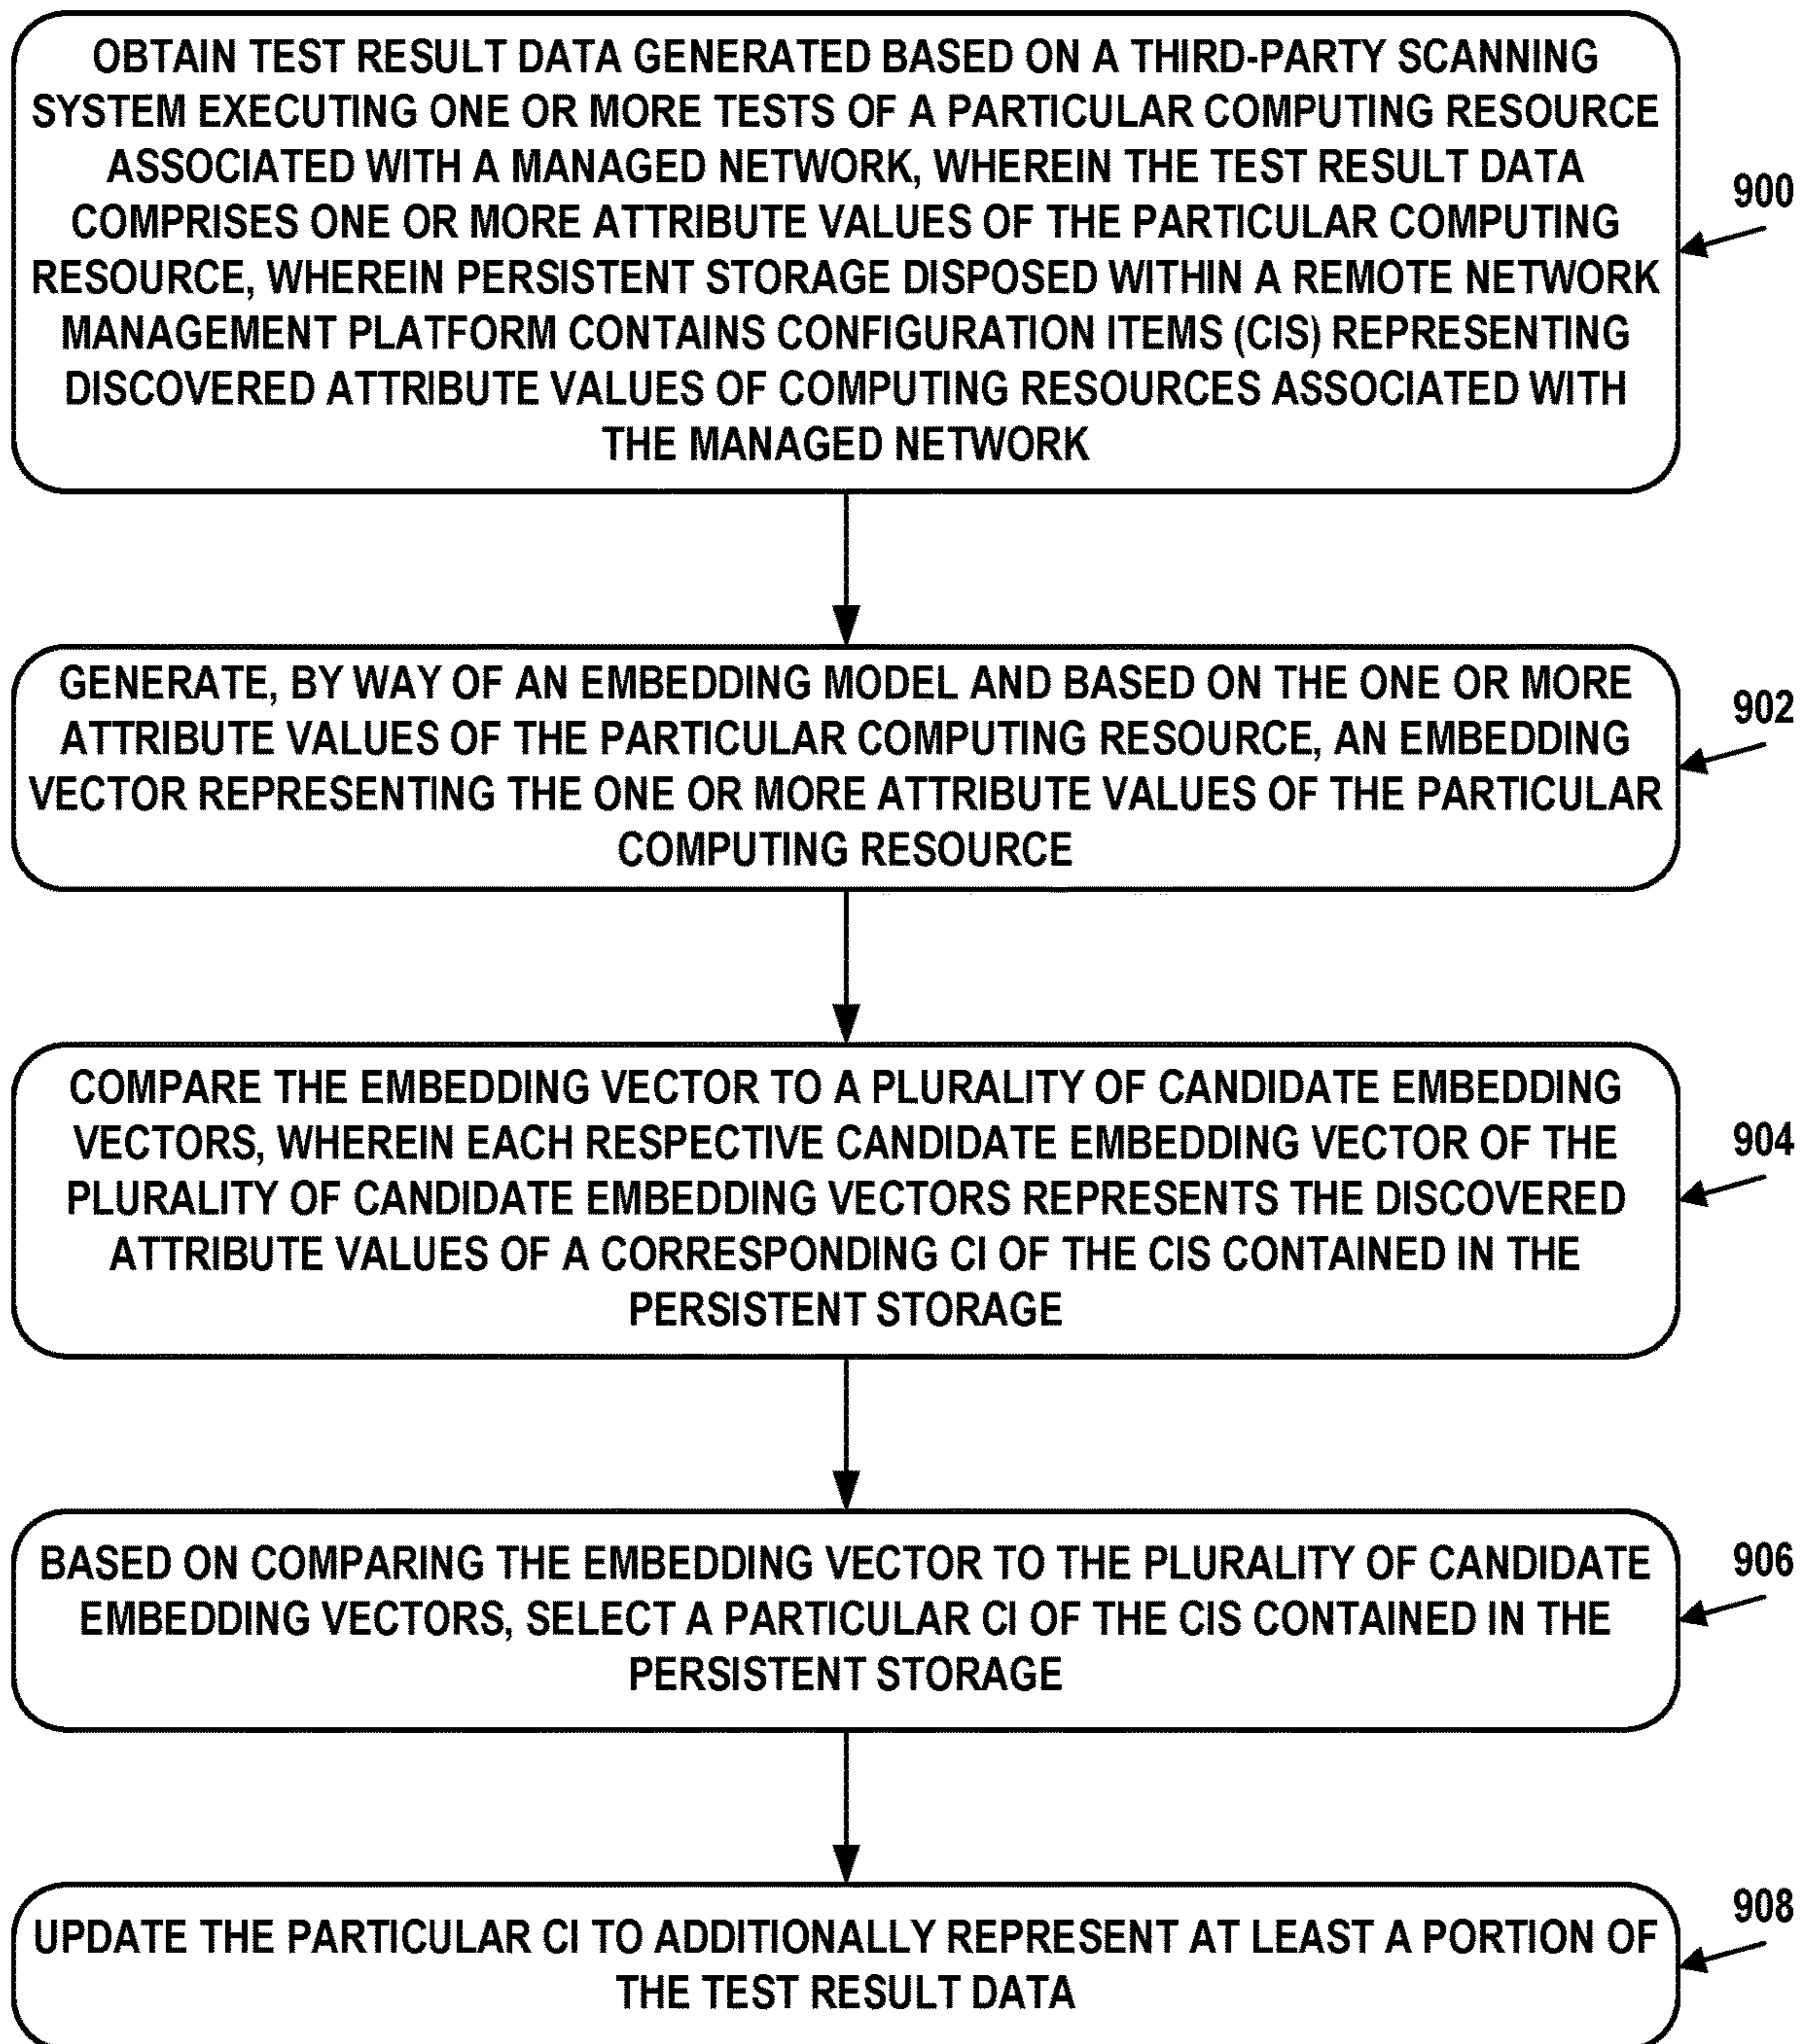 OBTAIN TEST RESULT DATA GENERATED BASED ON A THIRD-PARTY SCANNING
SYSTEM EXECUTING ONE OR MORE TESTS OF A PARTICULAR COMPUTING RESOURCE
ASSOCIATED WITH A MANAGED NETWORK, WHEREIN THE TEST RESULT DATA
COMPRISES ONE OR MORE ATTRIBUTE VALUES OF THE PARTICULAR COMPUTING
RESOURCE, WHEREIN PERSISTENT STORAGE DISPOSED WITHIN A REMOTE NETWORK
MANAGEMENT PLATFORM CONTAINS CONFIGURATION ITEMS (CIS) REPRESENTING
DISCOVERED ATTRIBUTE VALUES OF COMPUTING RESOURCES ASSOCIATED WITH
THE MANAGED NETWORK
900
GENERATE, BY WAY OF AN EMBEDDING MODEL AND BASED ON THE ONE OR MORE
ATTRIBUTE VALUES OF THE PARTICULAR COMPUTING RESOURCE, AN EMBEDDING
VECTOR REPRESENTING THE ONE OR MORE ATTRIBUTE VALUES OF THE PARTICULAR
COMPUTING RESOURCE
902
COMPARE THE EMBEDDING VECTOR TO A PLURALITY OF CANDIDATE EMBEDDING
VECTORS, WHEREIN EACH RESPECTIVE CANDIDATE EMBEDDING VECTOR OF THE
PLURALITY OF CANDIDATE EMBEDDING VECTORS REPRESENTS THE DISCOVERED
ATTRIBUTE VALUES OF A CORRESPONDING CI OF THE CIS CONTAINED IN THE
PERSISTENT STORAGE
904
BASED ON COMPARING THE EMBEDDING VECTOR TO THE PLURALITY OF CANDIDATE
EMBEDDING VECTORS, SELECT A PARTICULAR CI OF THE CIS CONTAINED IN THE
PERSISTENT STORAGE
906
UPDATE THE PARTICULAR CI TO ADDITIONALLY REPRESENT AT LEAST A PORTION OF
THE TEST RESULT DATA
908